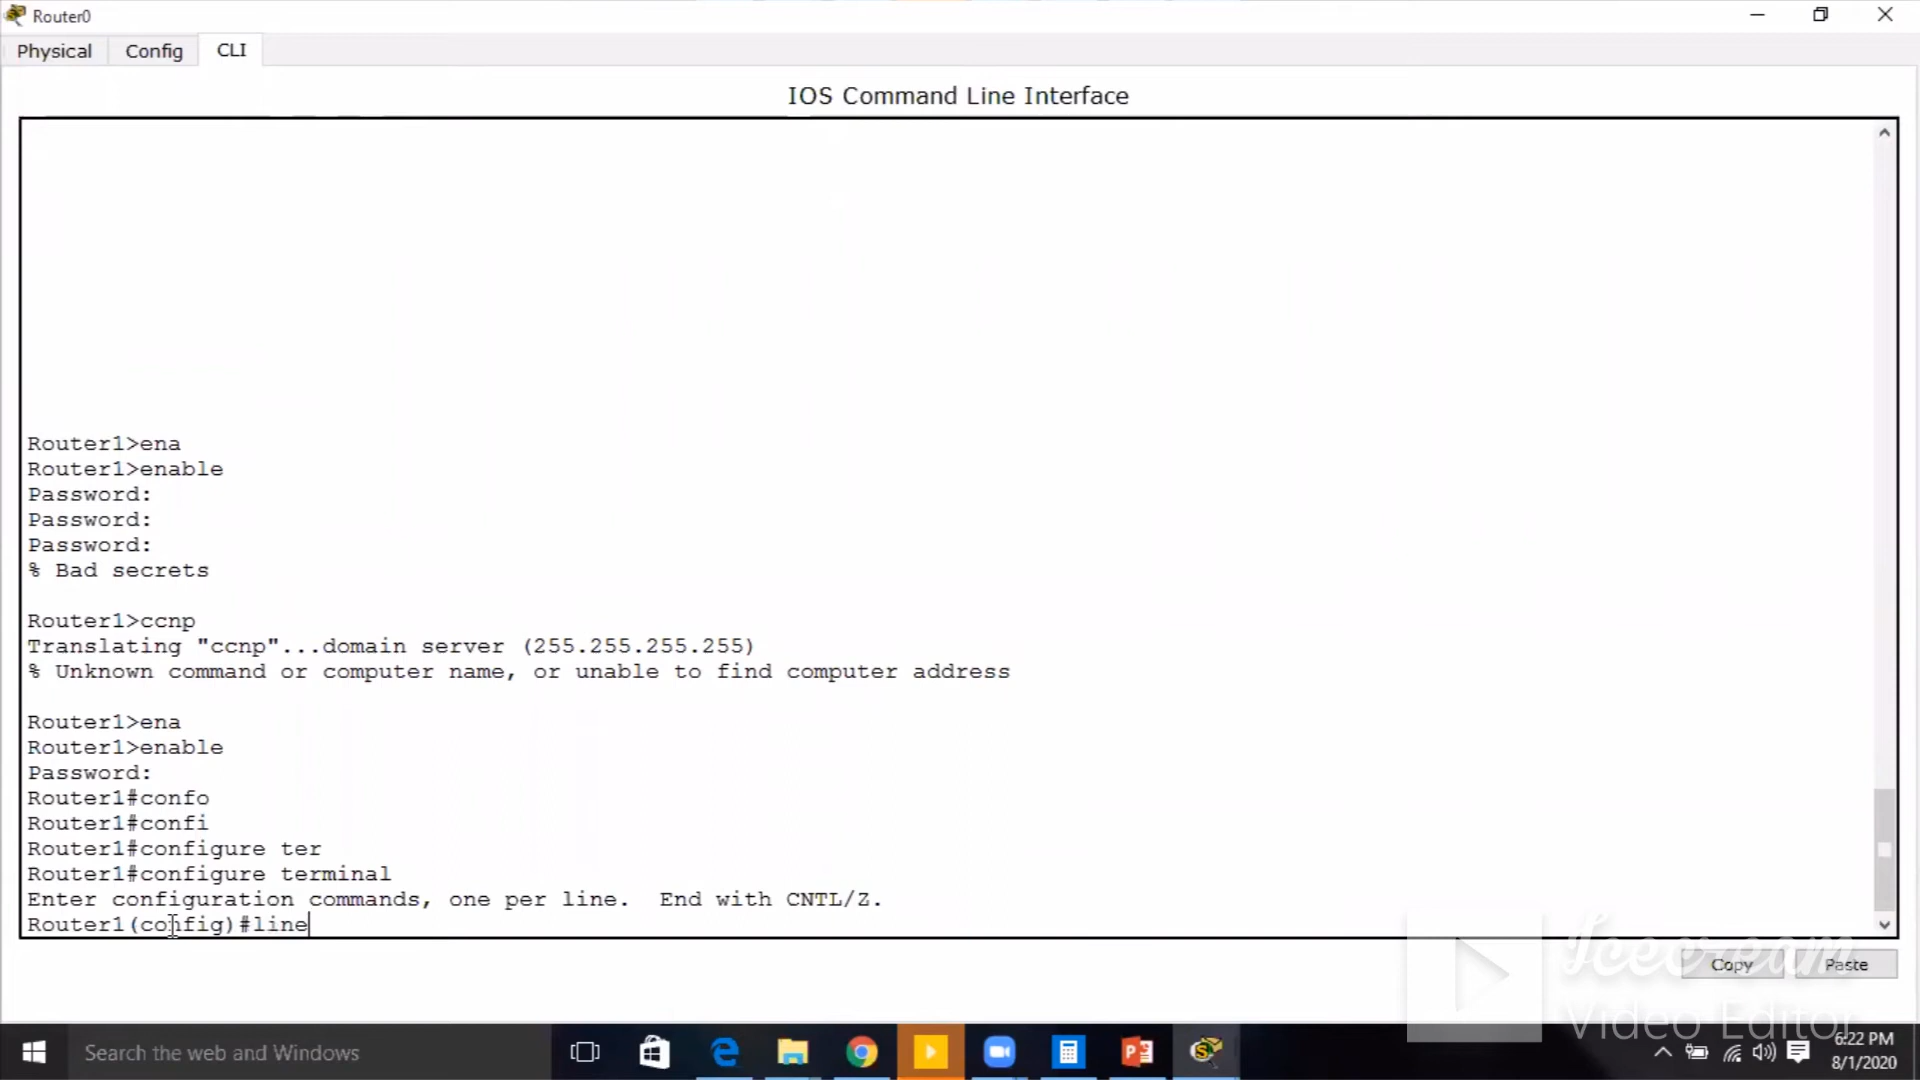 Router0
Physical Config CLI
IOS Command Line Interface
Router1>ena
Router1>enable
Password:
Password:
Password:
% Bad secrets
Router1>ccnp
Translating "ccnp"...domain server (255.255.255.255)
% Unknown command or computer name, or unable to find computer address
Router1>ena
Router1>enable
Password:
Router1#confo
Router1#confi
Router1#configure ter
Router1#configure terminal
Enter configuration commands, one per line.  End with CNTL/Z.
Router1(config)#line
Copy Paste
Icecream
Video Editor
Search the web and Windows
6:22 PM
8/1/2020